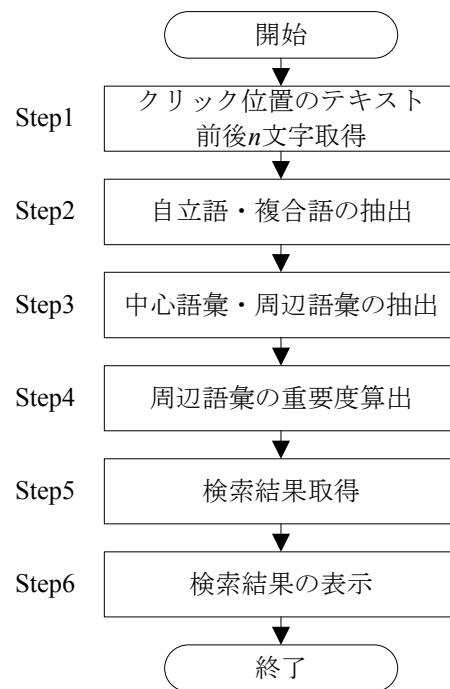 開始
Step1
クリック位置のテキスト
前後n文字取得
Step2
自立語・複合語の抽出
Step3
中心語彙・周辺語彙の抽出
Step4
周辺語彙の重要度算出
Step5
検索結果取得
Step6
検索結果の表示
終了